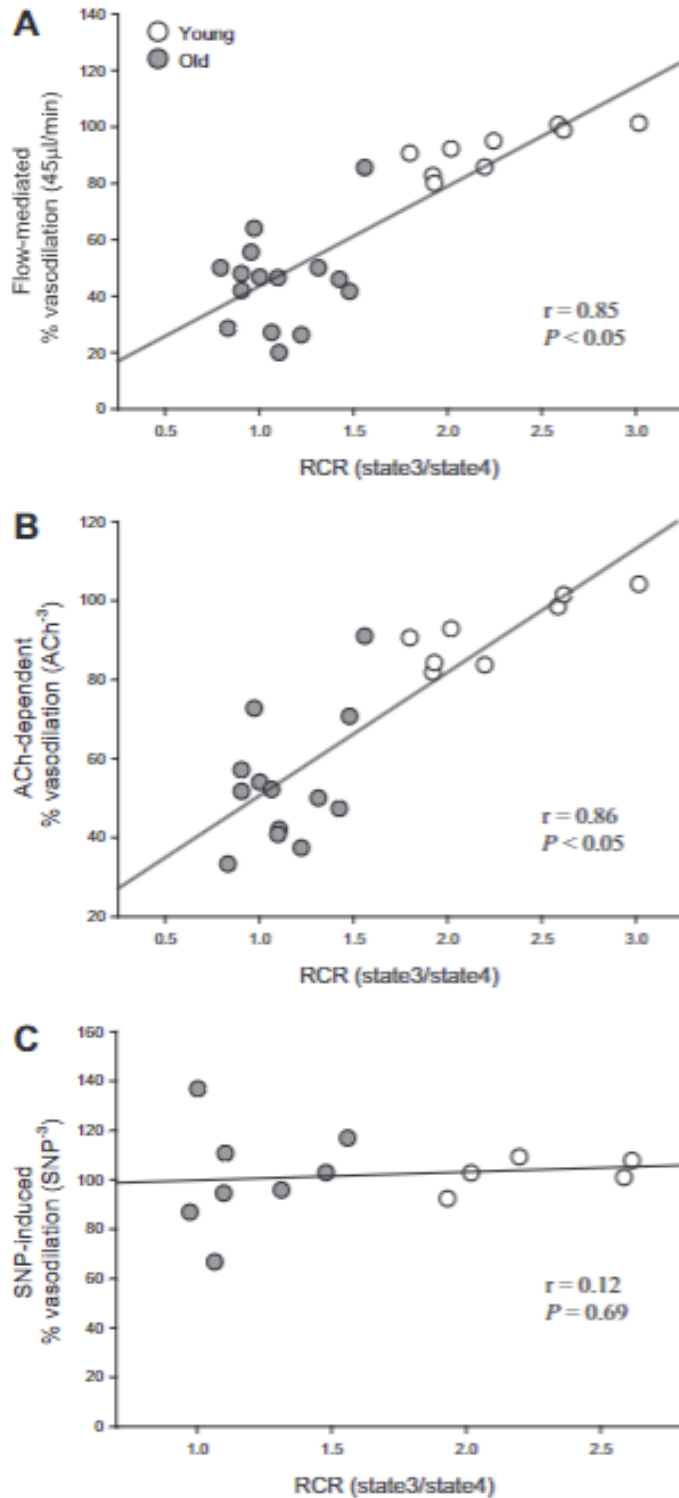 A
Young
Old
Flow-mediated
% vasodilation (45µl/min)
140
120
100
80
60
40
20
0
r = 0.85
P < 0.05
0.5 1.0 1.5 2.0 2.5 3.0
RCR (state3/state4)
B
ACh-dependent
% vasodilation (ACh⁻³)
120
100
80
60
40
20
r = 0.86
P < 0.05
0.5 1.0 1.5 2.0 2.5 3.0
RCR (state3/state4)
C
SNP-induced
% vasodilation (SNP⁻³)
160
140
120
100
80
60
40
20
0
r = 0.12
P = 0.69
1.0 1.5 2.0 2.5
RCR (state3/state4)